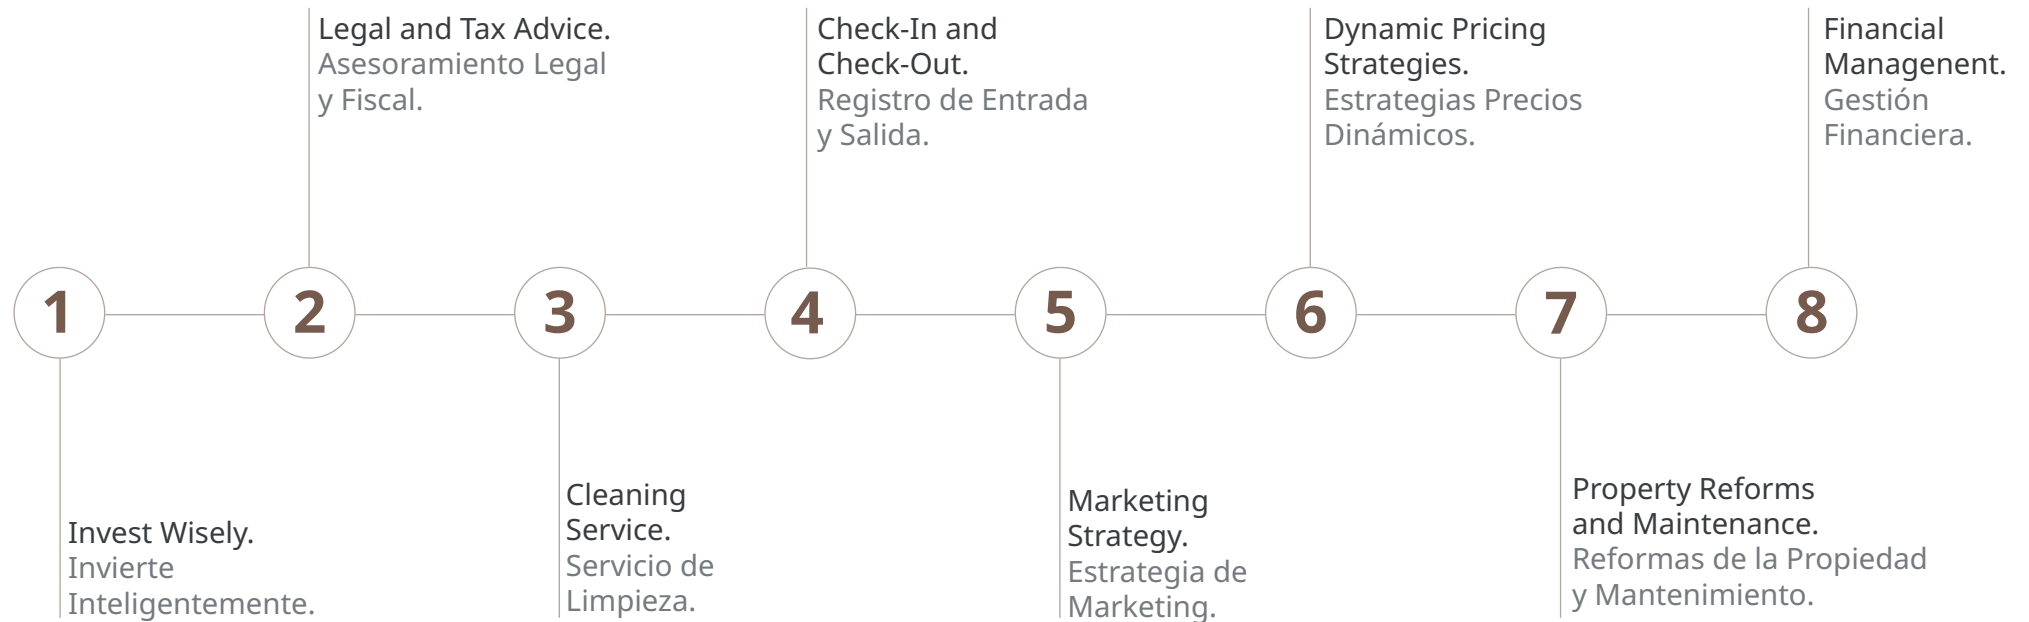 Legal and Tax Advice.
Asesoramiento Legal
y Fiscal.
Check-In and
Check-Out.
Registro de Entrada
y Salida.
Dynamic Pricing
Strategies.
Estrategias Precios
Dinámicos.
Financial
Managenent.
Gestión
Financiera.
1
2
3
4
5
6
7
8
Invest Wisely.
Invierte
Inteligentemente.
Cleaning
Service.
Servicio de
Limpieza.
Marketing
Strategy.
Estrategia de
Marketing.
Property Reforms
and Maintenance.
Reformas de la Propiedad
y Mantenimiento.